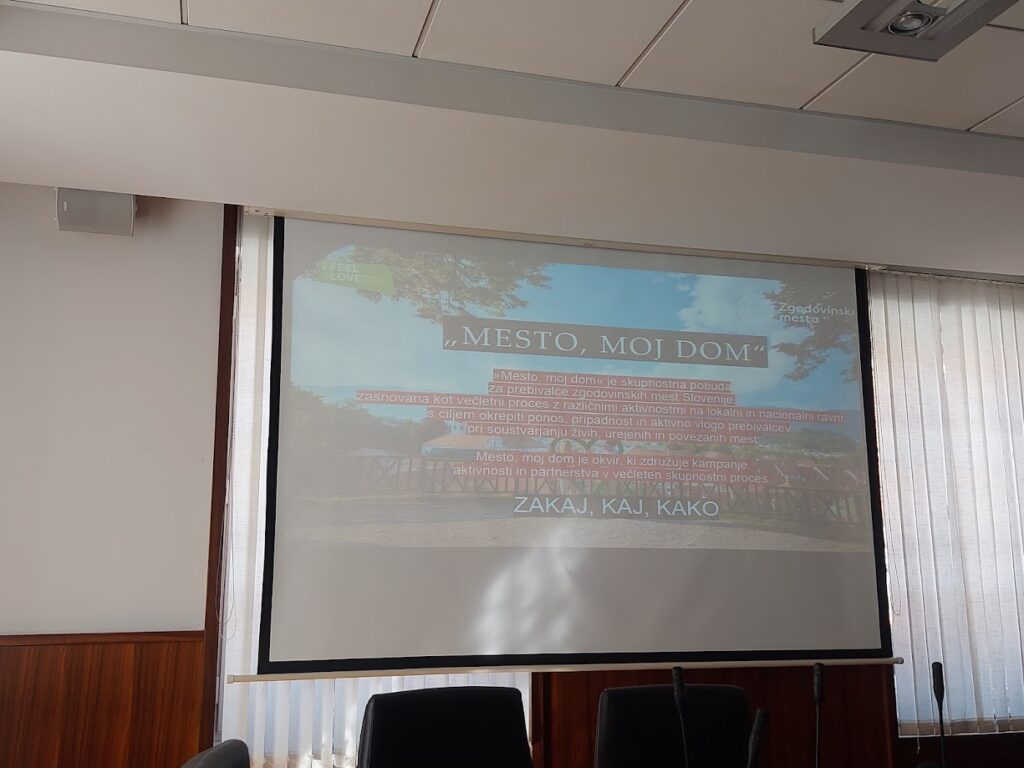 I FEEL
SLOVENIA
Zgodovinska
mesta
„MESTO, MOJ DOM“
»Mesto, moj dom« je skupnostna pobuda
za prebivalce zgodovinskih mest Slovenije,
zasnovana kot večletni proces z različnimi aktivnostmi na lokalni in nacionalni ravni,
s ciljem okrepiti ponos, pripadnost in aktivno vlogo prebivalcev
pri soustvarjanju živih, urejenih in povezanih mest.
Mesto, moj dom je okvir, ki združuje kampanje,
aktivnosti in partnerstva v večleten skupnostni proces
ZAKAJ, KAJ, KAKO